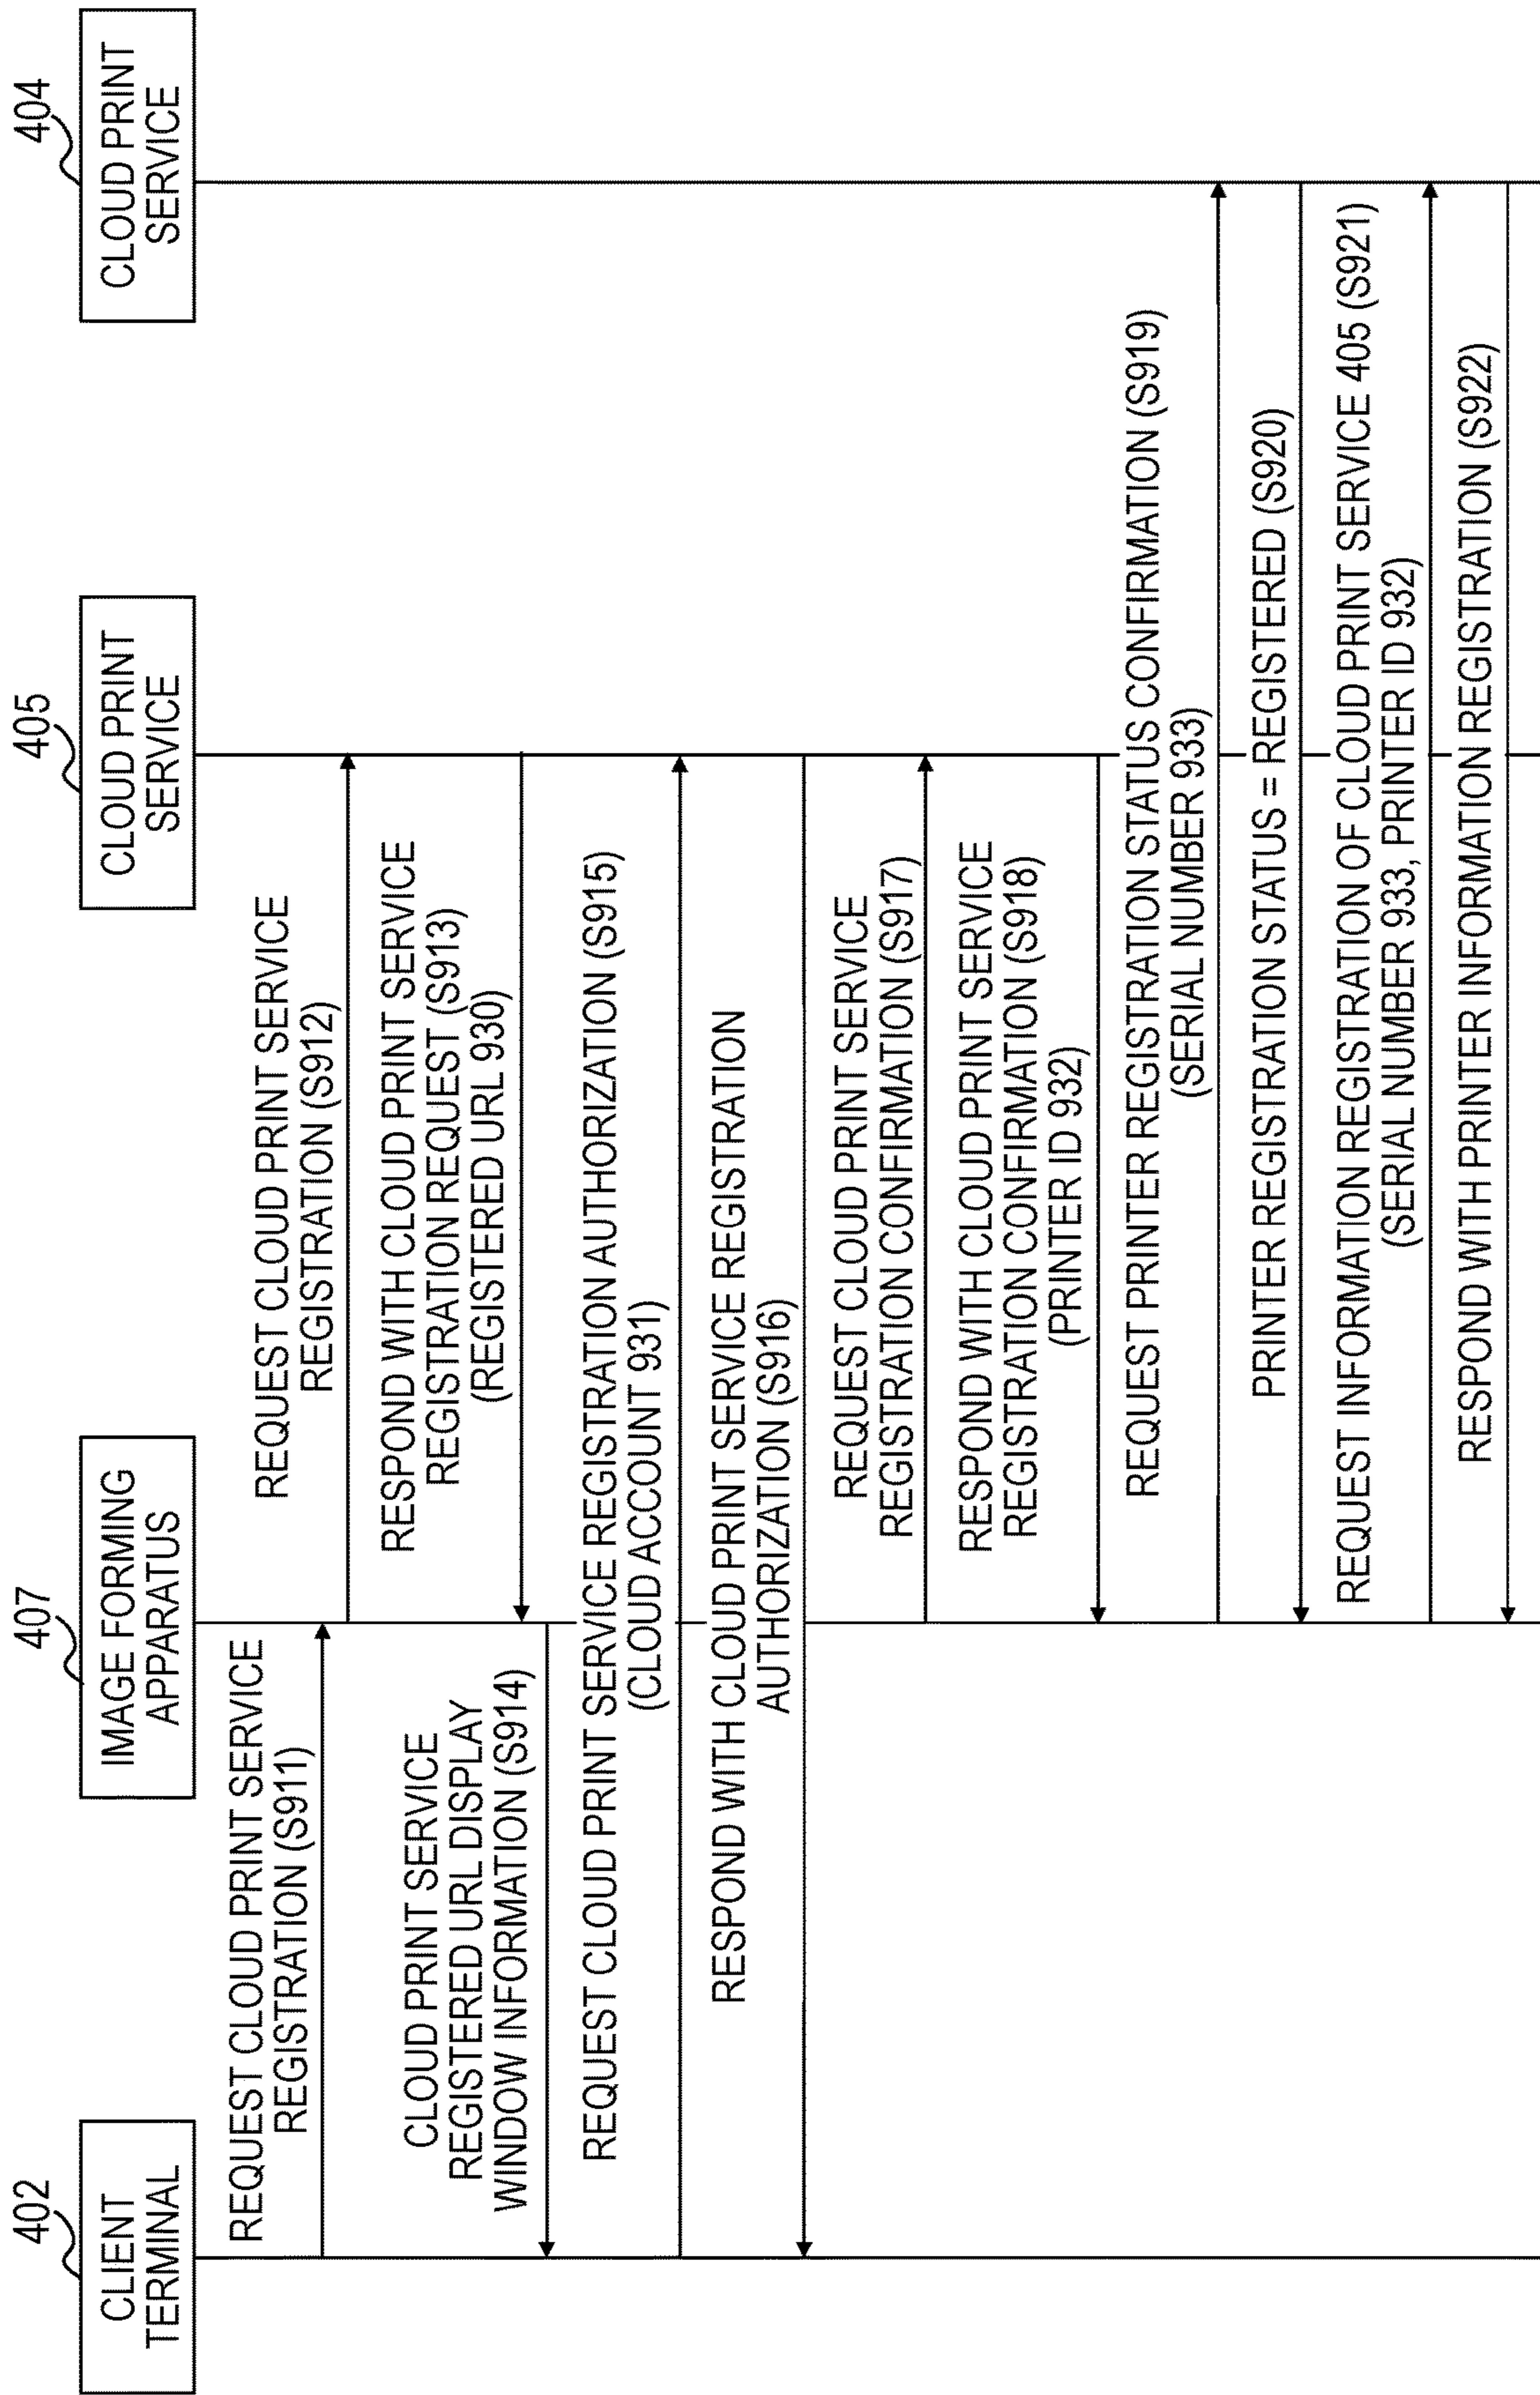 402
CLIENT
TERMINAL
407
IMAGE FORMING
APPARATUS
405
CLOUD PRINT
SERVICE
404
CLOUD PRINT
SERVICE
REQUEST CLOUD PRINT SERVICE
REGISTRATION (S911)
REQUEST CLOUD PRINT SERVICE
REGISTRATION (S912)
RESPOND WITH CLOUD PRINT SERVICE
REGISTRATION REQUEST (S913)
(REGISTERED URL 930)
CLOUD PRINT SERVICE
REGISTERED URL DISPLAY
WINDOW INFORMATION (S914)
REQUEST CLOUD PRINT SERVICE REGISTRATION AUTHORIZATION (S915)
(CLOUD ACCOUNT 931)
RESPOND WITH CLOUD PRINT SERVICE REGISTRATION
AUTHORIZATION (S916)
REQUEST CLOUD PRINT SERVICE
REGISTRATION CONFIRMATION (S917)
RESPOND WITH CLOUD PRINT SERVICE
REGISTRATION CONFIRMATION (S918)
(PRINTER ID 932)
REQUEST PRINTER REGISTRATION STATUS CONFIRMATION (S919)
(SERIAL NUMBER 933)
PRINTER REGISTRATION STATUS = REGISTERED (S920)
REQUEST INFORMATION REGISTRATION OF CLOUD PRINT SERVICE 405 (S921)
(SERIAL NUMBER 933, PRINTER ID 932)
RESPOND WITH PRINTER INFORMATION REGISTRATION (S922)